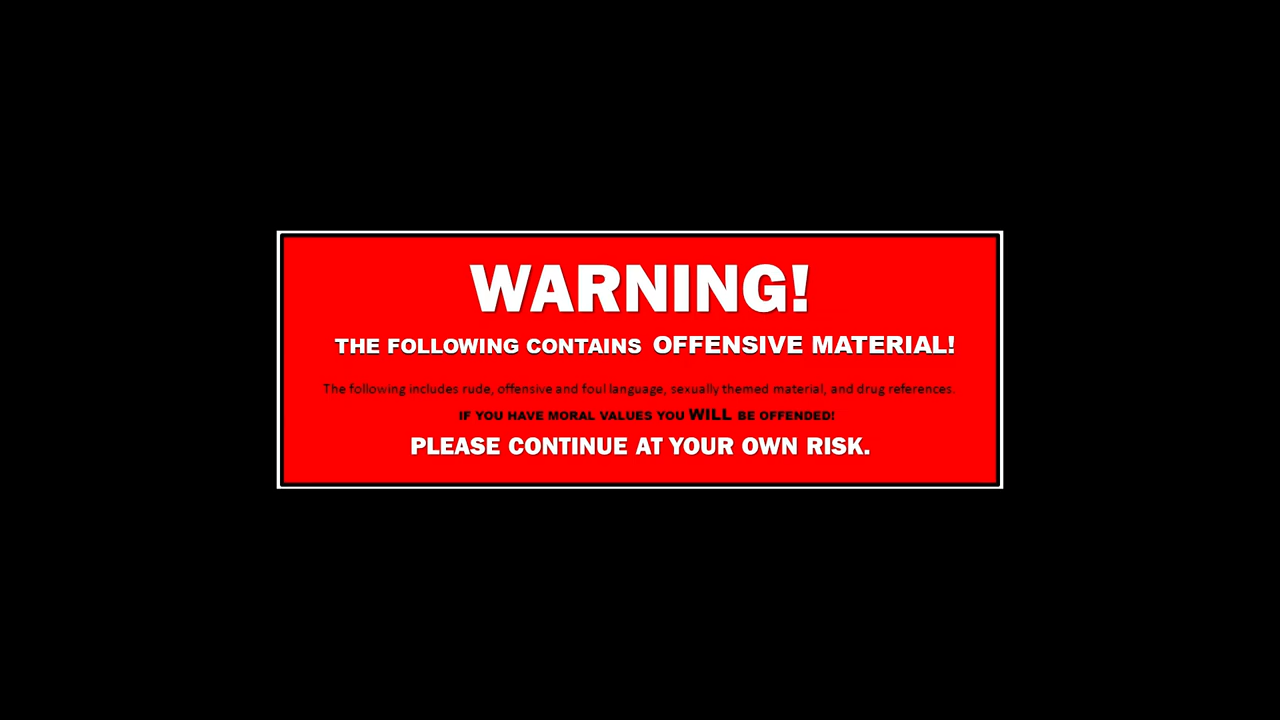 WARNING!
THE FOLLOWING CONTAINS OFFENSIVE MATERIAL!
The following includes rude, offensive and foul language, sexually themed material, and drug references.
IF YOU HAVE MORAL VALUES YOU WILL BE OFFENDED!
PLEASE CONTINUE AT YOUR OWN RISK.